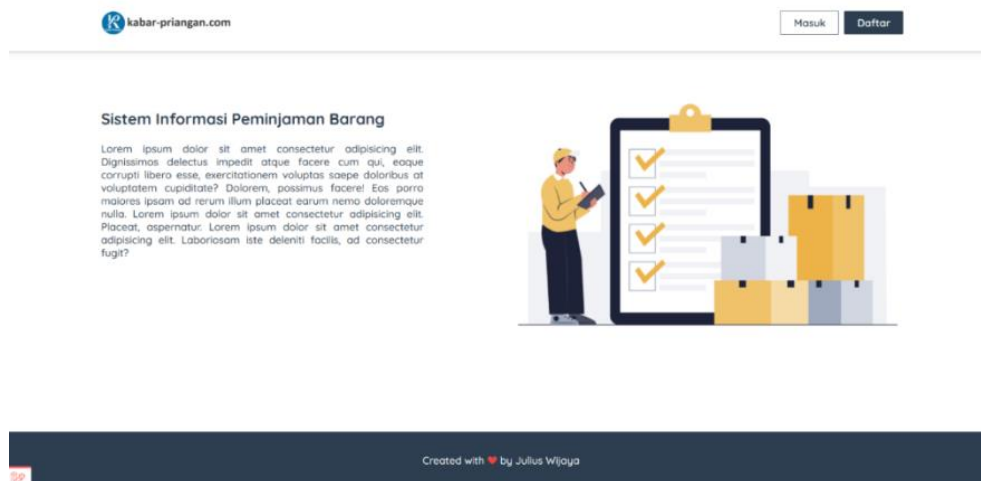 kabar-priangan.com
Masuk
Daftar
Sistem Informasi Peminjaman Barang
Lorem ipsum dolor sit amet consectetur adipisicing elit.
Dignissimos delectus impedit atque facere cum qui, eaque
corrupti libero esse, exercitationem voluptas saepe doloribus at
voluptatem cupiditate? Dolorem, possimus facere! Eos porro
maiores ipsam ad rerum illum placeat earum nemo doloremque
nulla. Lorem ipsum dolor sit amet consectetur adipisicing elit.
Placeat, aspernatur. Lorem ipsum dolor sit amet consectetur
adipisicing elit. Laboriosam iste deleniti facilis, ad consectetur
fugit?
Created with ❤ by Julius Wijaya